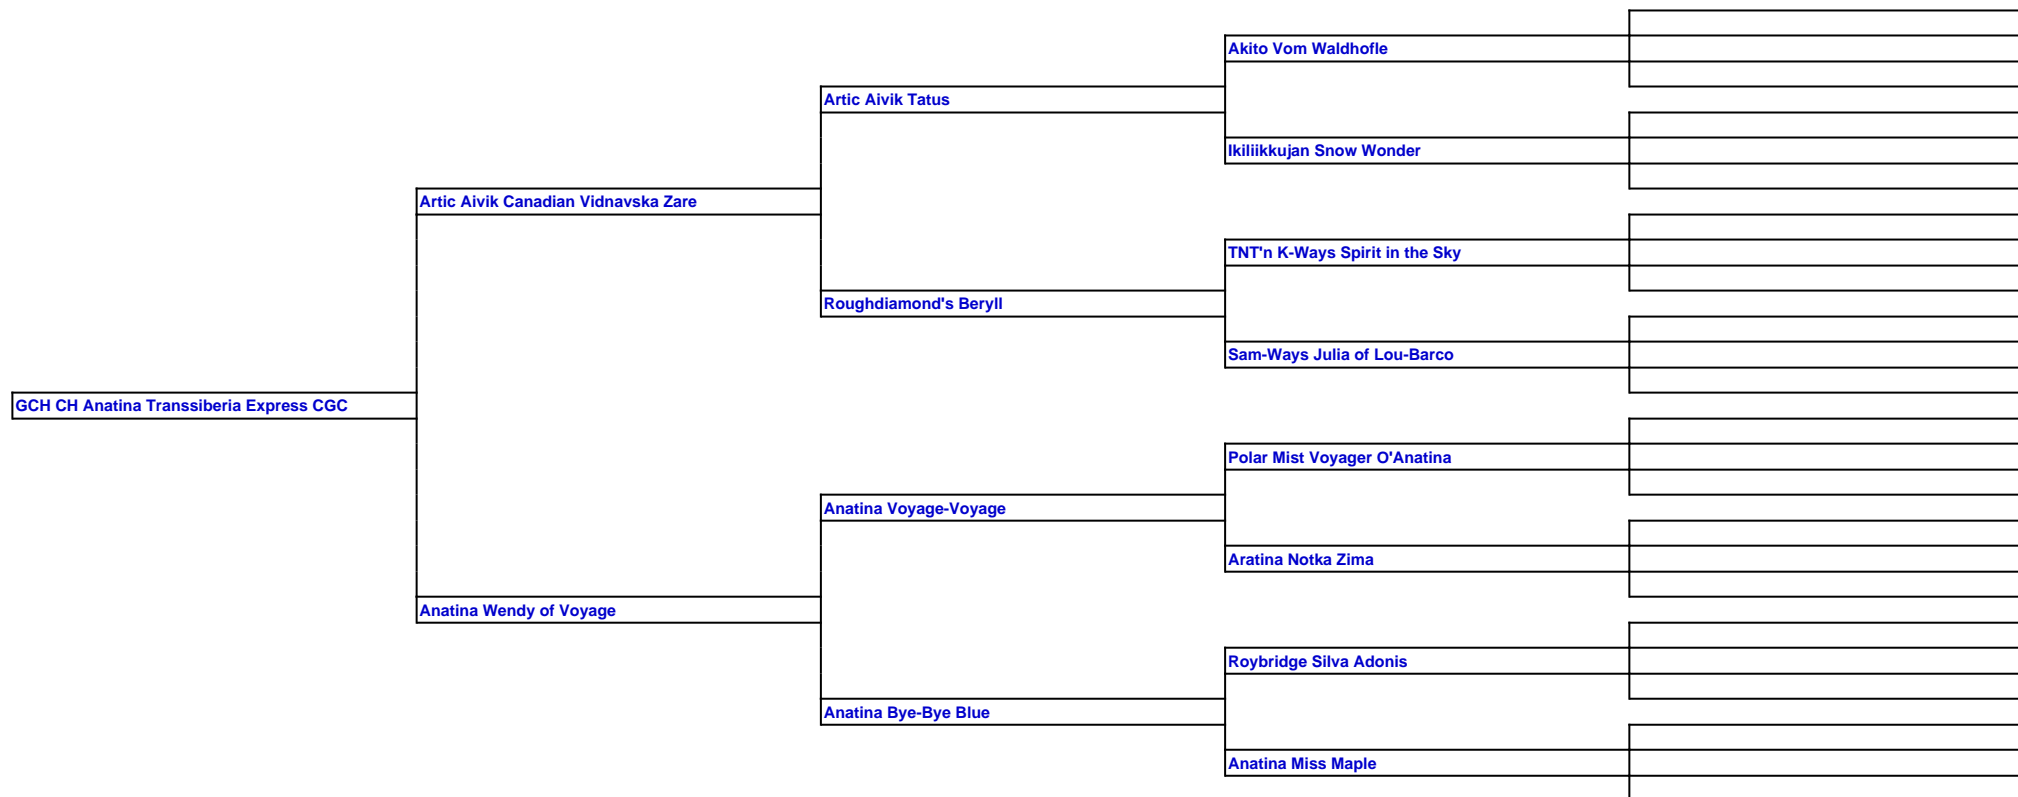 Akito Vom Waldhofle
Artic Aivik Tatus
Ikiliikkujan Snow Wonder
Artic Aivik Canadian Vidnavska Zare
TNT'n K-Ways Spirit in the Sky
Roughdiamond's Beryll
Sam-Ways Julia of Lou-Barco
GCH CH Anatina Transsiberia Express CGC
Polar Mist Voyager O'Anatina
Anatina Voyage-Voyage
Aratina Notka Zima
Anatina Wendy of Voyage
Roybridge Silva Adonis
Anatina Bye-Bye Blue
Anatina Miss Maple